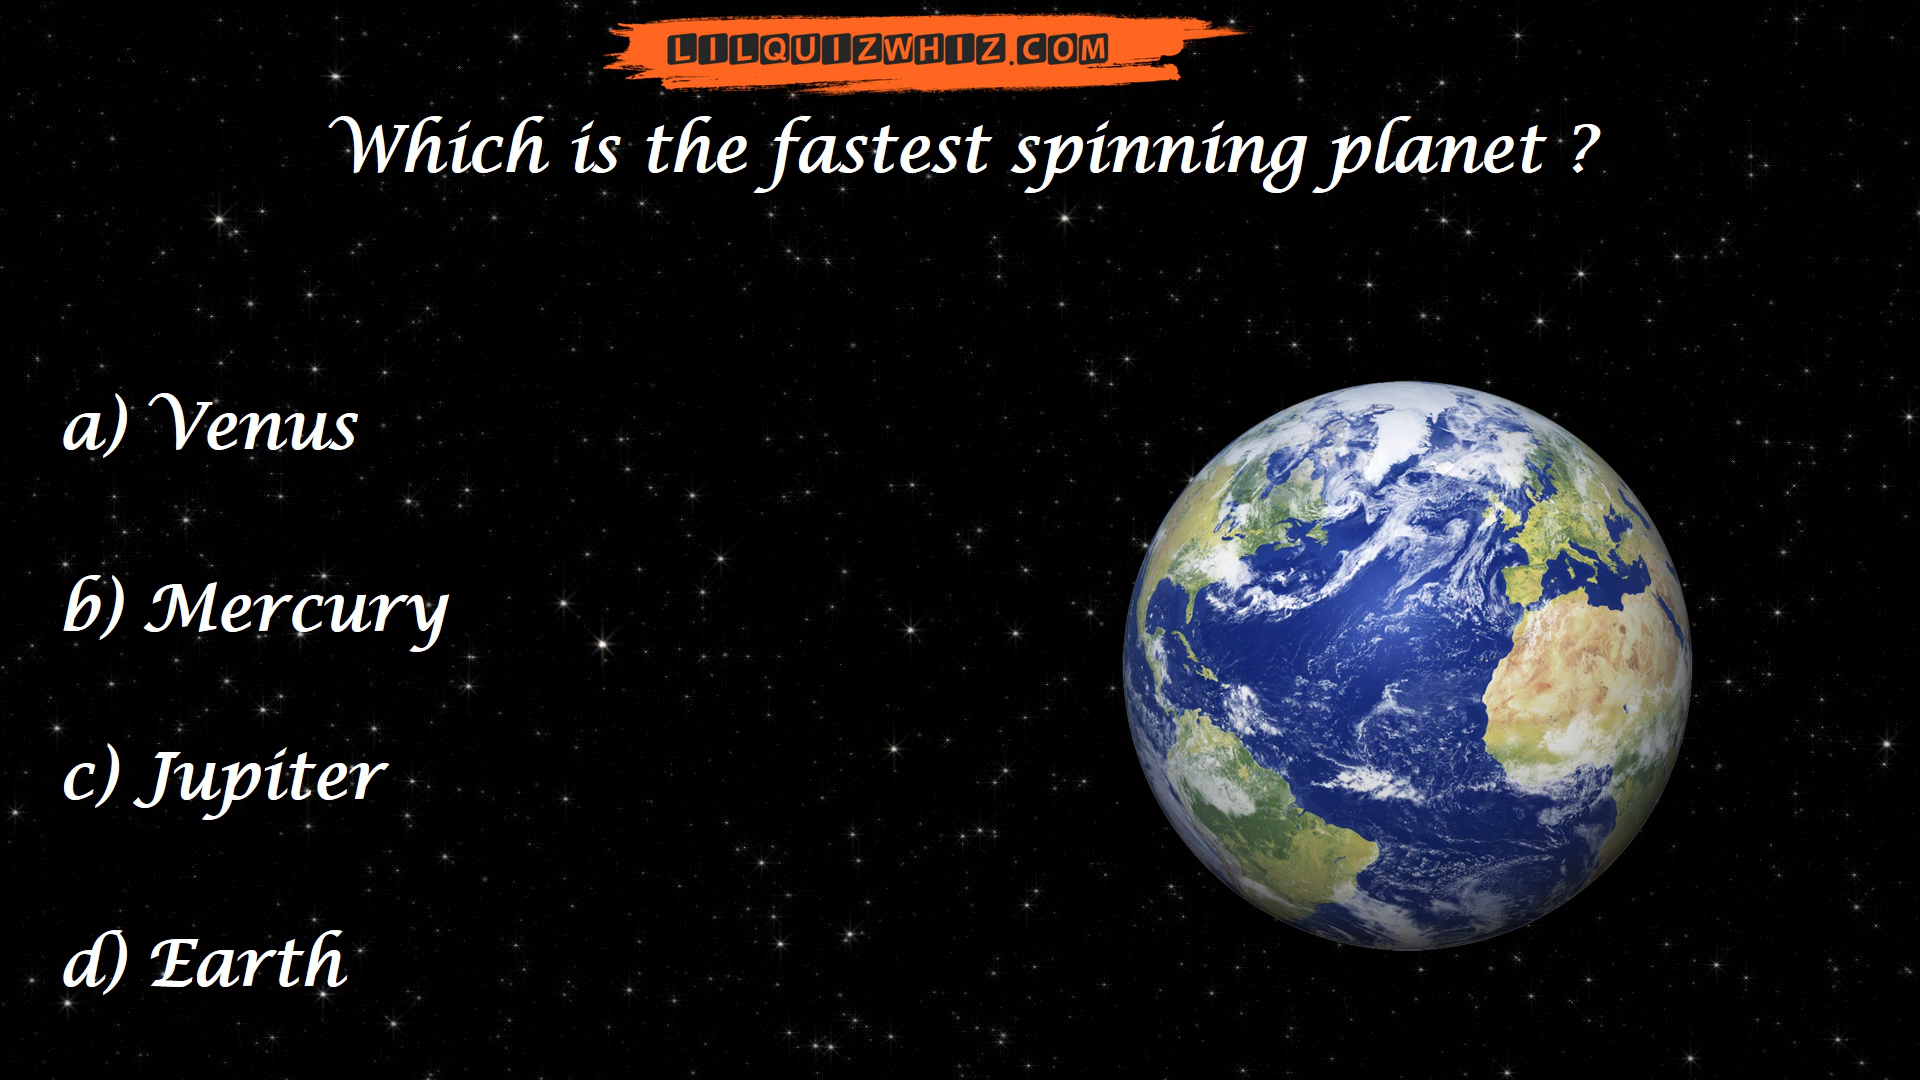 LILQUIZWHIZ.COM
Which is the fastest spinning planet ?
a) Venus
b) Mercury
c) Jupiter
d) Earth